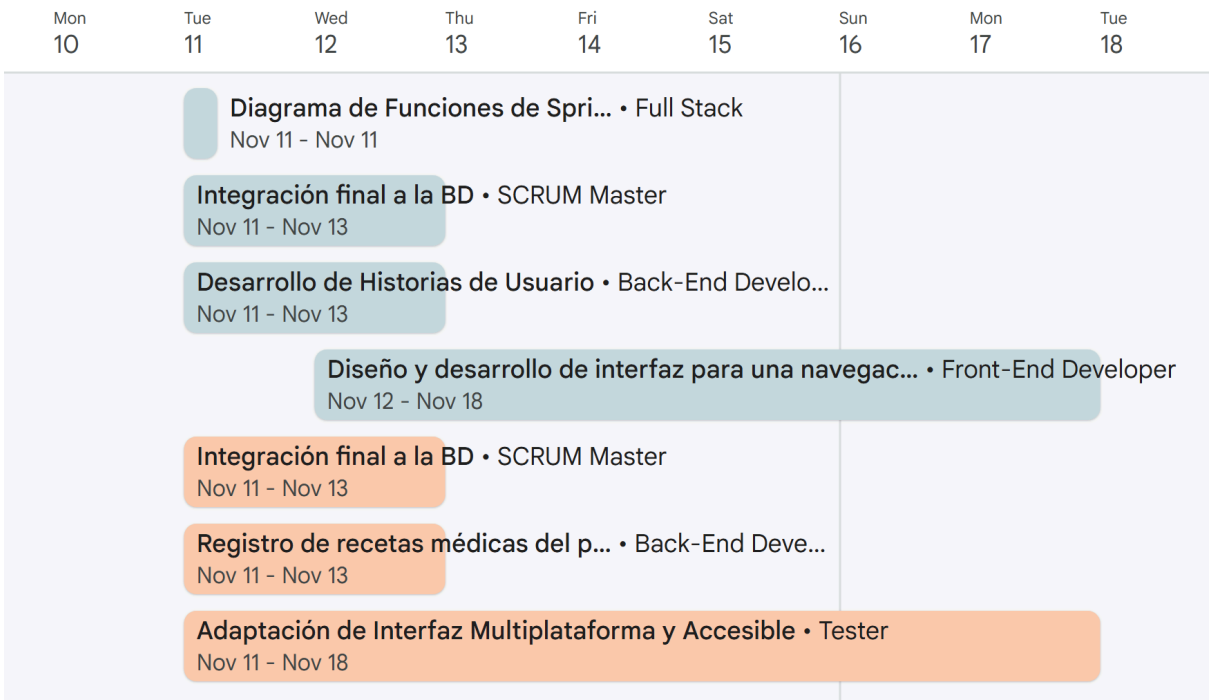 Mon Tue Wed Thu Fri Sat Sun Mon Tue
10 11 12 13 14 15 16 17 18
Diagrama de Funciones de Spri... • Full Stack
Nov 11 - Nov 11
Integración final a la BD • SCRUM Master
Nov 11 - Nov 13
Desarrollo de Historias de Usuario • Back-End Develo...
Nov 11 - Nov 13
Diseño y desarrollo de interfaz para una navegac... • Front-End Developer
Nov 12 - Nov 18
Integración final a la BD • SCRUM Master
Nov 11 - Nov 13
Registro de recetas médicas del p... • Back-End Deve...
Nov 11 - Nov 13
Adaptación de Interfaz Multiplataforma y Accesible • Tester
Nov 11 - Nov 18